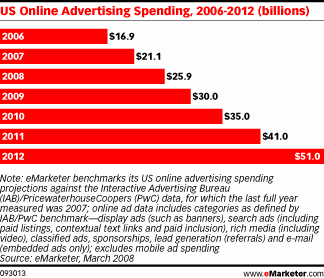 US Online Advertising Spending, 2006-2012 (billions)
2006 $16.9
2007 $21.1
2008 $25.9
2009 $30.0
2010 $35.0
2011 $41.0
2012 $51.0
Note: eMarketer benchmarks its US online advertising spending
projections against the Interactive Advertising Bureau
(IAB)/PricewaterhouseCoopers (PwC) data, for which the last full year
measured was 2007; online ad data includes categories as defined by
IAB/PwC benchmark—display ads (such as banners), search ads (including
paid listings, contextual text links and paid inclusion), rich media (including
video), classified ads, sponsorships, lead generation (referrals) and e-mail
(embedded ads only); excludes mobile ad spending
Source: eMarketer, March 2008
093013 www.eMarketer.com